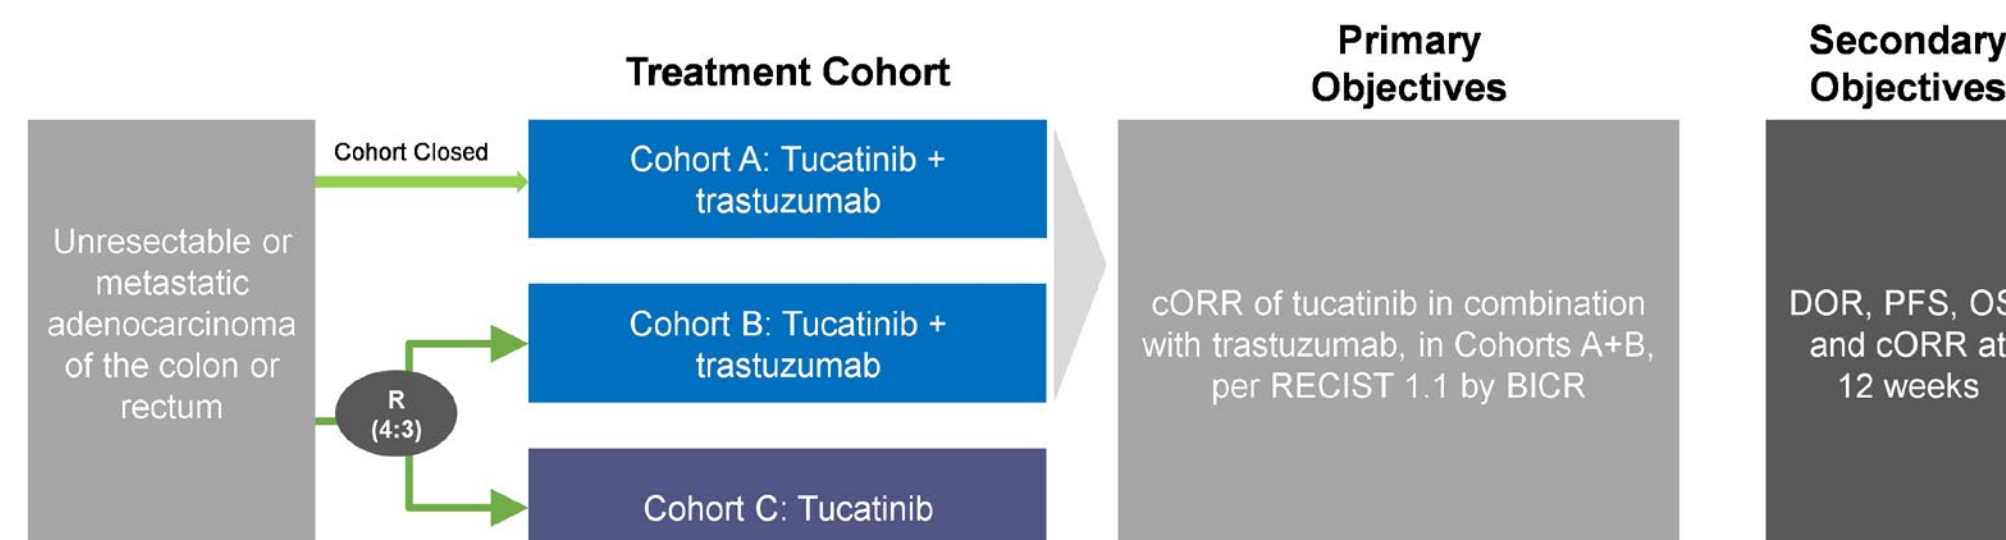 Primary
Objectives
Secondary
Objectives
Treatment Cohort
Cohort Closed
Unresectable or
metastatic
adenocarcinoma
of the colon or
rectum
R
(4:3)
Cohort A: Tucatinib +
trastuzumab
Cohort B: Tucatinib +
trastuzumab
Cohort C: Tucatinib
cORR of tucatinib in combination
with trastuzumab, in Cohorts A+B,
per RECIST 1.1 by BICR
DOR, PFS, OS
and cORR at
12 weeks